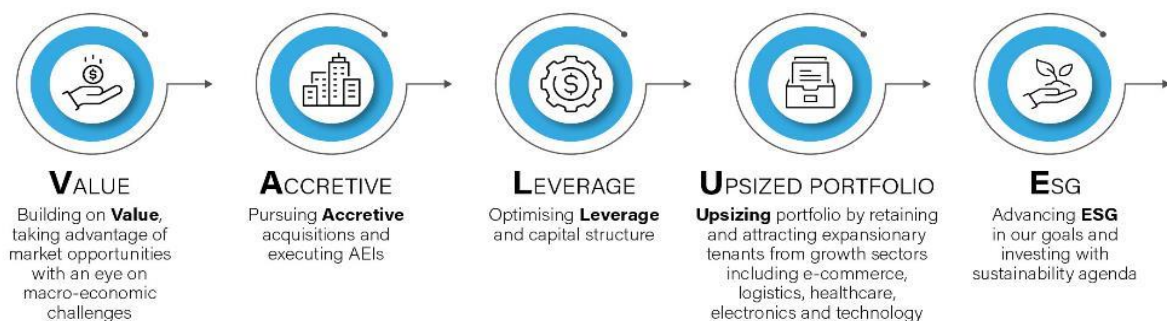 VALUE
Building on Value,
taking advantage of
market opportunities
with an eye on
macro-economic
challenges
ACCRETIVE
Pursuing Accretive
acquisitions and
executing AEIs
LEVERAGE
Optimising Leverage
and capital structure
UPSIZED PORTFOLIO
Upsizing portfolio by retaining
and attracting expansionary
tenants from growth sectors
including e-commerce,
logistics, healthcare,
electronics and technology
ESG
Advancing ESG
in our goals and
investing with
sustainability agenda